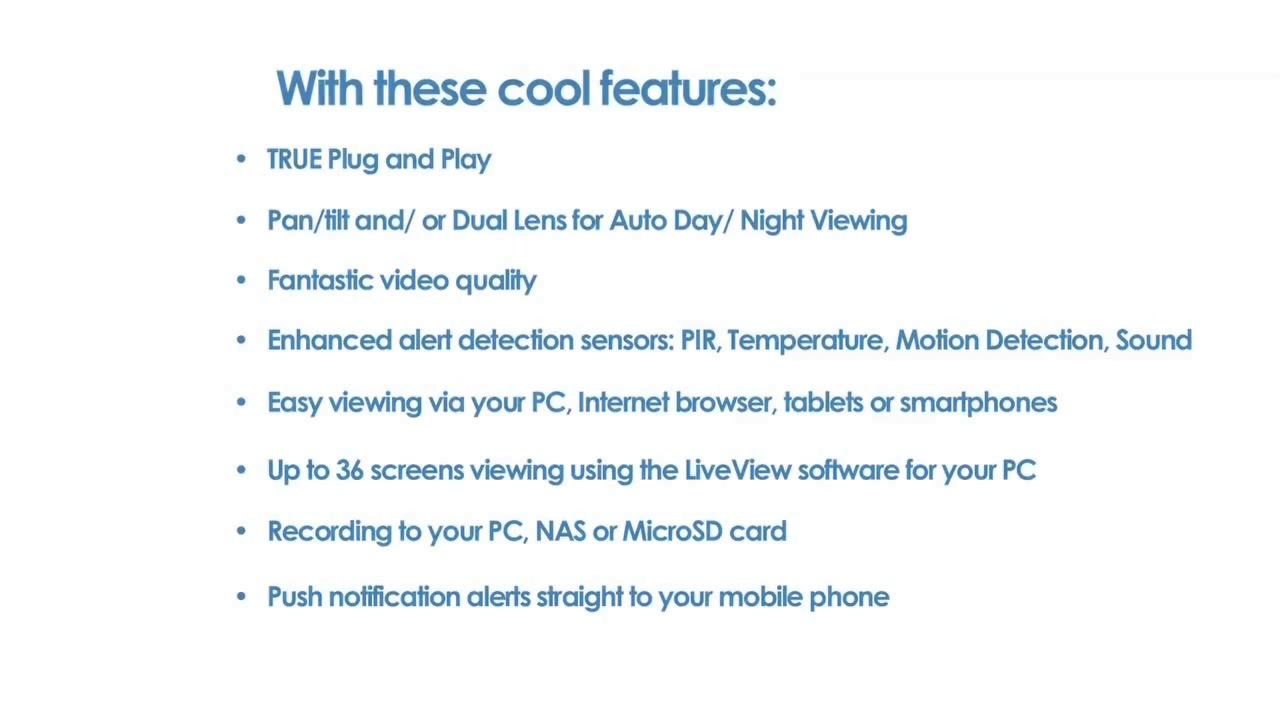 With these cool features:
• TRUE Plug and Play
• Pan/tilt and/ or Dual Lens for Auto Day/ Night Viewing
• Fantastic video quality
• Enhanced alert detection sensors: PIR, Temperature, Motion Detection, Sound
• Easy viewing via your PC, Internet browser, tablets or smartphones
• Up to 36 screens viewing using the LiveView software for your PC
• Recording to your PC, NAS or MicroSD card
• Push notification alerts straight to your mobile phone